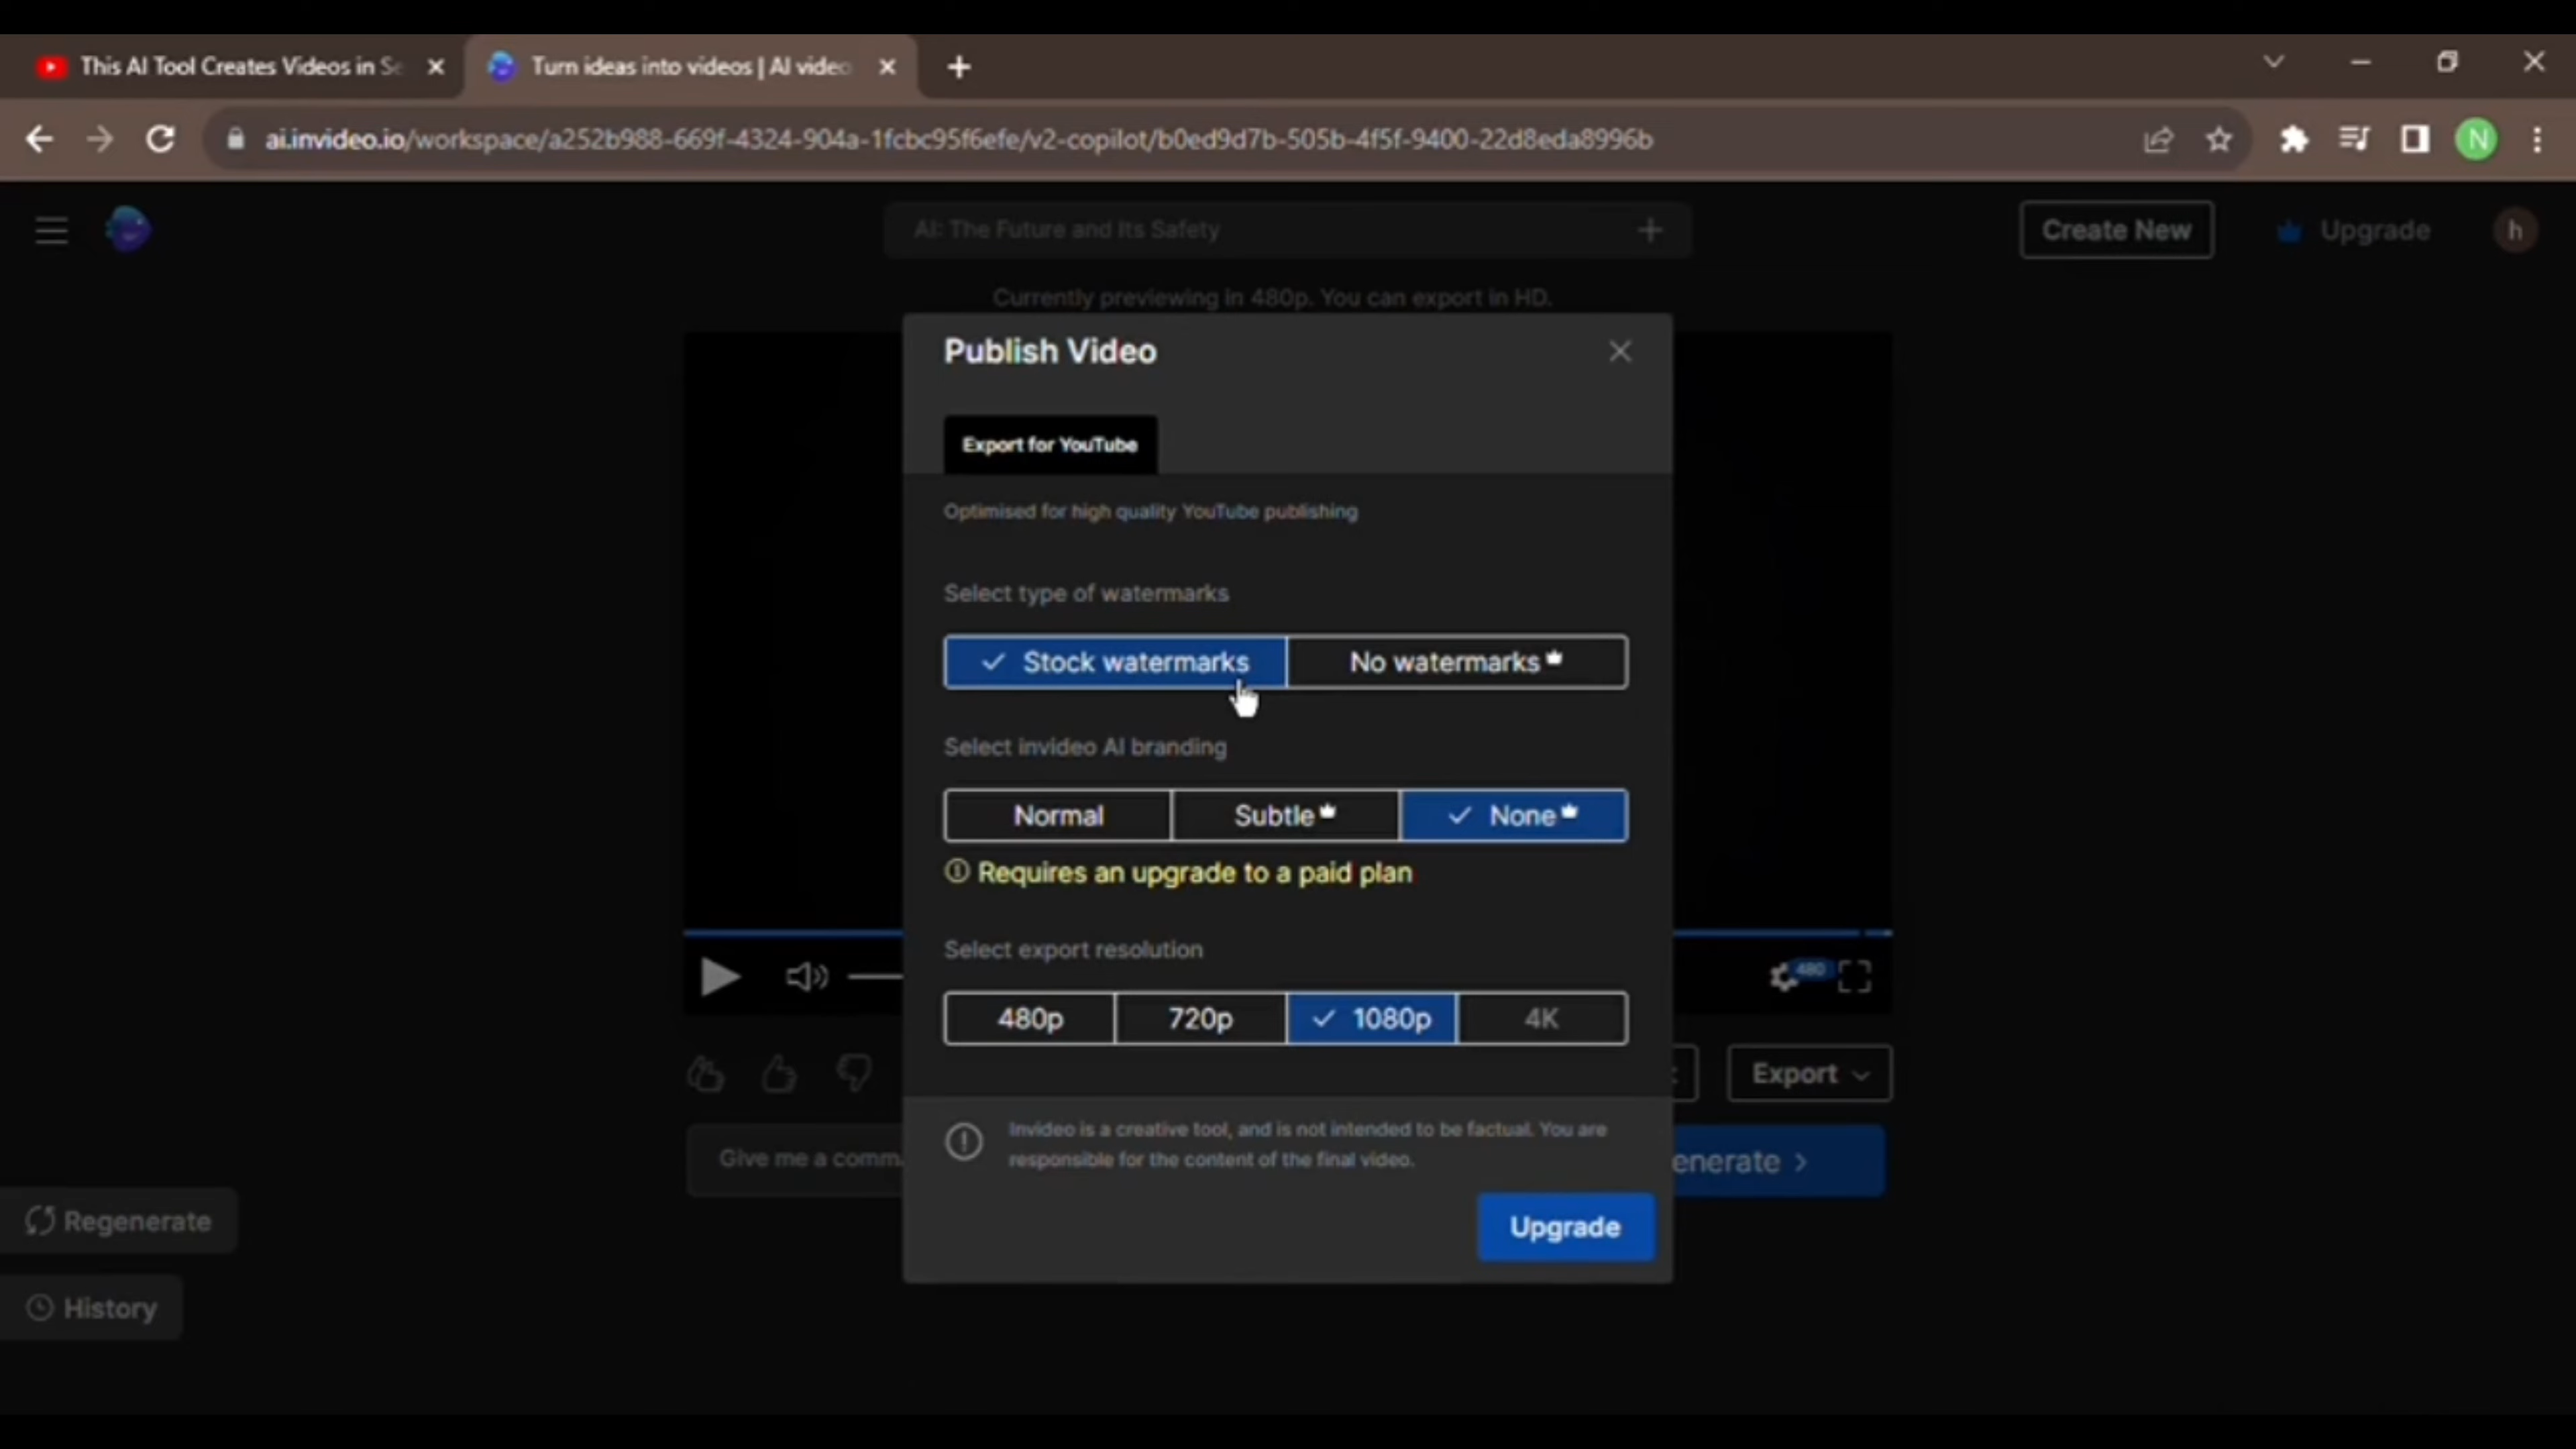 This AI Tool Creates Videos in Se
Turn ideas into videos | AI video
ai.invideo.io/workspace/a252b988-669f-4324-904a-1fcbc95f6efe/v2-copilot/b0ed9d7b-505b-4f5f-9400-22d8eda8996b
N
AI: The Future and Its Safety
Create New
Upgrade
h
Currently previewing in 480p. You can export in HD.
Publish Video
Export for YouTube
Optimised for high quality YouTube publishing
Select type of watermarks
Stock watermarks
No watermarks
Select invideo AI branding
Normal
Subtle
None
Requires an upgrade to a paid plan
Select export resolution
480
480p
720p
1080p
4K
Export
Invideo is a creative tool, and is not intended to be factual. You are
responsible for the content of the final video.
Give me a comm
enerate
Regenerate
Upgrade
History